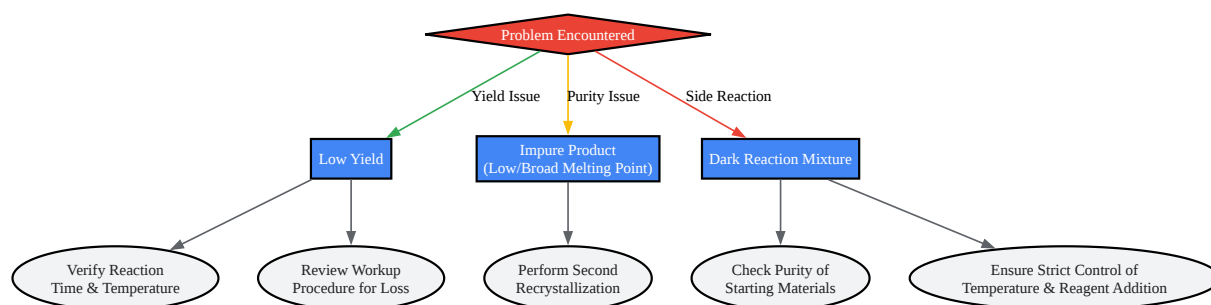 Problem Encountered
Yield Issue
Purity Issue
Side Reaction
Low Yield
Impure Product
(Low/Broad Melting Point)
Dark Reaction Mixture
Verify Reaction
Time & Temperature
Review Workup
Procedure for Loss
Perform Second
Recrystallization
Check Purity of
Starting Materials
Ensure Strict Control of
Temperature & Reagent Addition